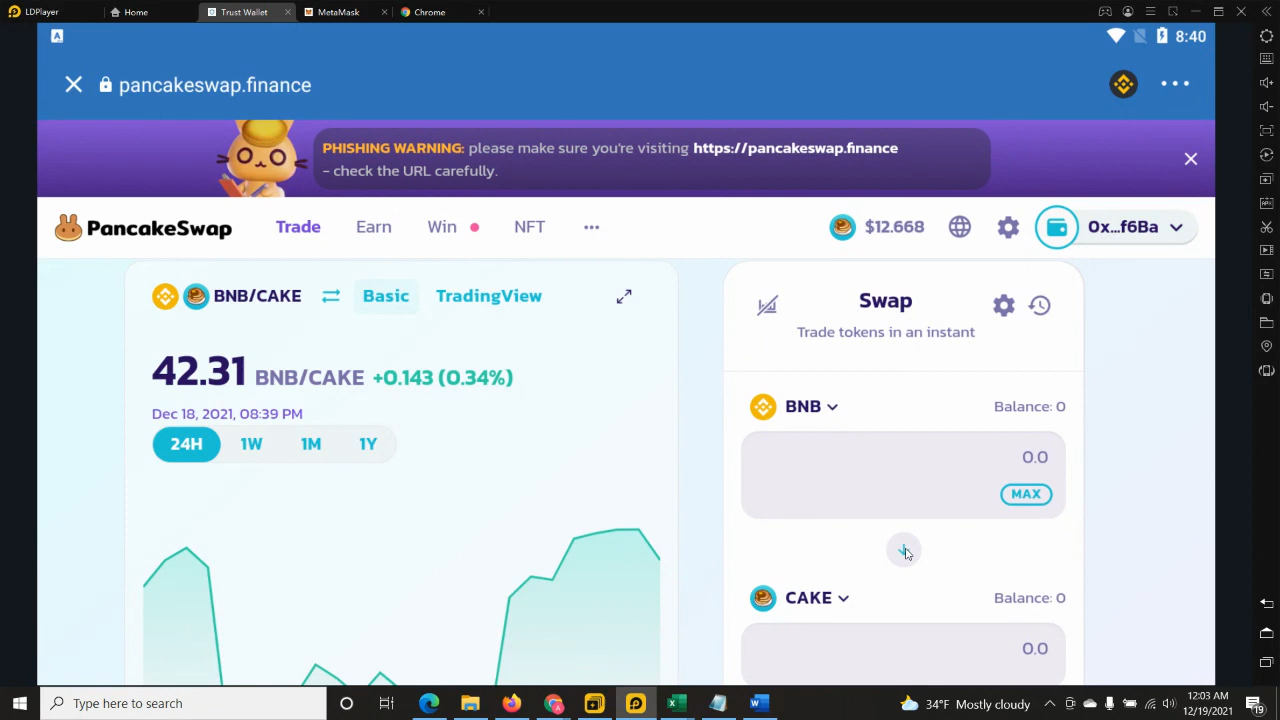 LDPlayer
Home
Trust Wallet
MetaMask
Chrome
A
8:40
pancakeswap.finance
PHISHING WARNING: please make sure you're visiting https://pancakeswap.finance
- check the URL carefully.
PancakeSwap
Trade
Earn
Win
NFT
$12.668
0x...f6Ba
BNB/CAKE
Basic
TradingView
42.31 BNB/CAKE +0.143 (0.34%)
Dec 18, 2021, 08:39 PM
24H
1W
1M
1Y
Swap
Trade tokens in an instant
BNB
Balance: 0
0.0
MAX
CAKE
Balance: 0
0.0
Type here to search
34°F Mostly cloudy
12:03 AM
12/19/2021
19